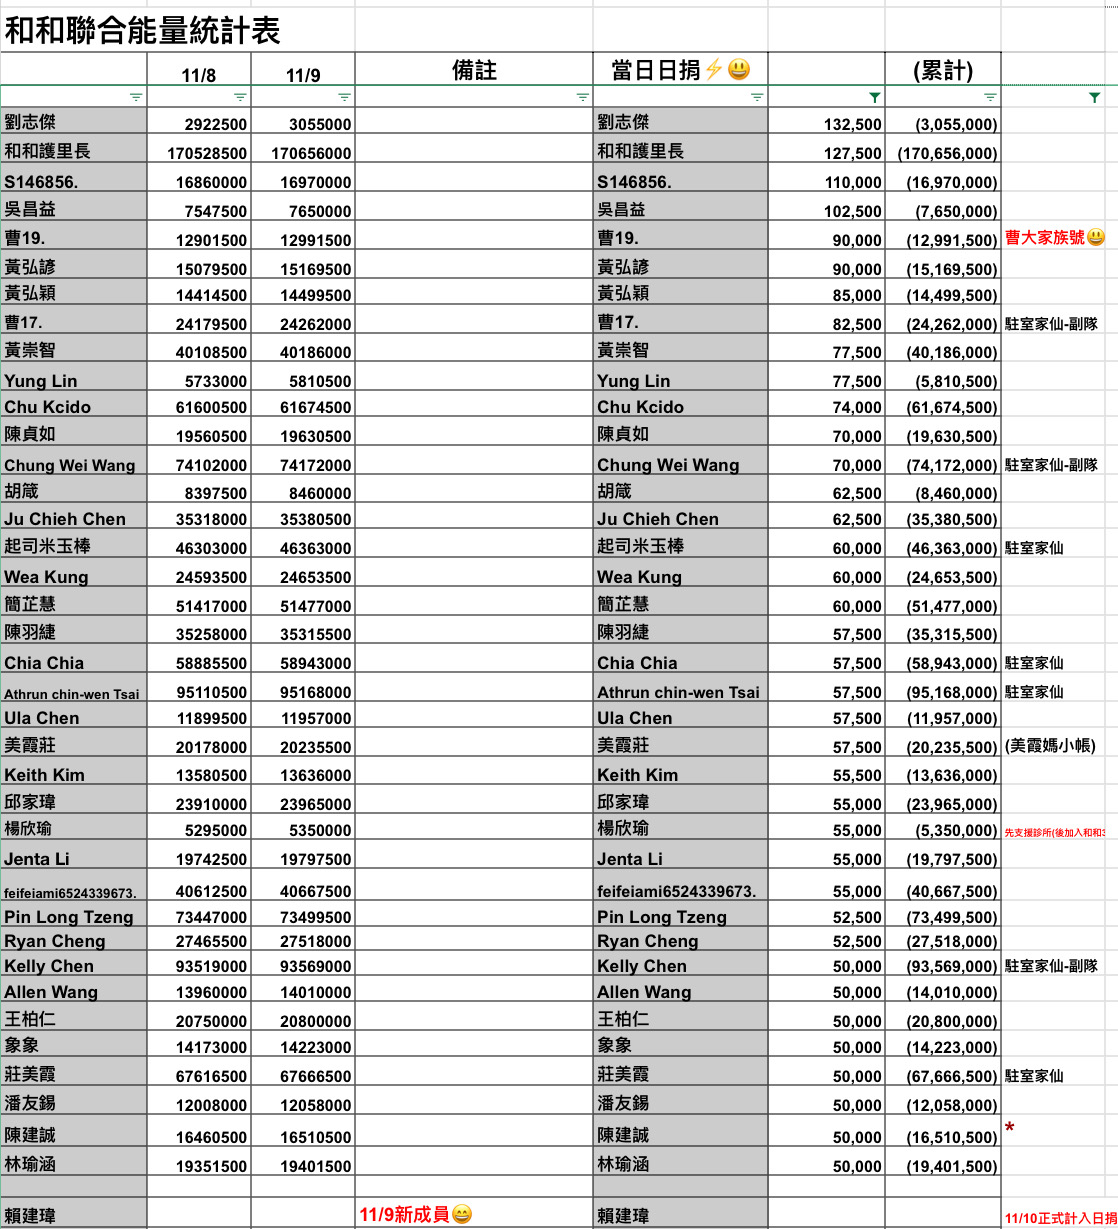 和和聯合能量統計表
11/8 11/9 備註 當日日捐⚡😃 (累計)
劉志傑 2922500 3055000 劉志傑 132,500 (3,055,000)
和和護里長 170528500 170656000 和和護里長 127,500 (170,656,000)
S146856. 16860000 16970000 S146856. 110,000 (16,970,000)
吳昌益 7547500 7650000 吳昌益 102,500 (7,650,000)
曹19. 12901500 12991500 曹19. 90,000 (12,991,500) 曹大家族號😃
黃弘諺 15079500 15169500 黃弘諺 90,000 (15,169,500)
黃弘穎 14414500 14499500 黃弘穎 85,000 (14,499,500)
曹17. 24179500 24262000 曹17. 82,500 (24,262,000) 駐室家仙-副隊
黃崇智 40108500 40186000 黃崇智 77,500 (40,186,000)
Yung Lin 5733000 5810500 Yung Lin 77,500 (5,810,500)
Chu Kcido 61600500 61674500 Chu Kcido 74,000 (61,674,500)
陳貞如 19560500 19630500 陳貞如 70,000 (19,630,500)
Chung Wei Wang 74102000 74172000 Chung Wei Wang 70,000 (74,172,000) 駐室家仙-副隊
胡箴 8397500 8460000 胡箴 62,500 (8,460,000)
Ju Chieh Chen 35318000 35380500 Ju Chieh Chen 62,500 (35,380,500)
起司米玉棒 46303000 46363000 起司米玉棒 60,000 (46,363,000) 駐室家仙
Wea Kung 24593500 24653500 Wea Kung 60,000 (24,653,500)
簡芷慧 51417000 51477000 簡芷慧 60,000 (51,477,000)
陳羽緁 35258000 35315500 陳羽緁 57,500 (35,315,500)
Chia Chia 58885500 58943000 Chia Chia 57,500 (58,943,000) 駐室家仙
Athrun chin-wen Tsai 95110500 95168000 Athrun chin-wen Tsai 57,500 (95,168,000) 駐室家仙
Ula Chen 11899500 11957000 Ula Chen 57,500 (11,957,000)
美霞莊 20178000 20235500 美霞莊 57,500 (20,235,500) (美霞媽小帳)
Keith Kim 13580500 13636000 Keith Kim 55,500 (13,636,000)
邱家瑋 23910000 23965000 邱家瑋 55,000 (23,965,000)
楊欣瑜 5295000 5350000 楊欣瑜 55,000 (5,350,000) 先支援診所(後加入和和
Jenta Li 19742500 19797500 Jenta Li 55,000 (19,797,500)
feifeiami6524339673. 40612500 40667500 feifeiami6524339673. 55,000 (40,667,500)
Pin Long Tzeng 73447000 73499500 Pin Long Tzeng 52,500 (73,499,500)
Ryan Cheng 27465500 27518000 Ryan Cheng 52,500 (27,518,000)
Kelly Chen 93519000 93569000 Kelly Chen 50,000 (93,569,000) 駐室家仙-副隊
Allen Wang 13960000 14010000 Allen Wang 50,000 (14,010,000)
王柏仁 20750000 20800000 王柏仁 50,000 (20,800,000)
象象 14173000 14223000 象象 50,000 (14,223,000)
莊美霞 67616500 67666500 莊美霞 50,000 (67,666,500) 駐室家仙
潘友錫 12008000 12058000 潘友錫 50,000 (12,058,000)
陳建誠 16460500 16510500 陳建誠 50,000 (16,510,500) *
林瑜涵 19351500 19401500 林瑜涵 50,000 (19,401,500)
賴建瑋 11/9新成員😄 賴建瑋 11/10正式計入日捐